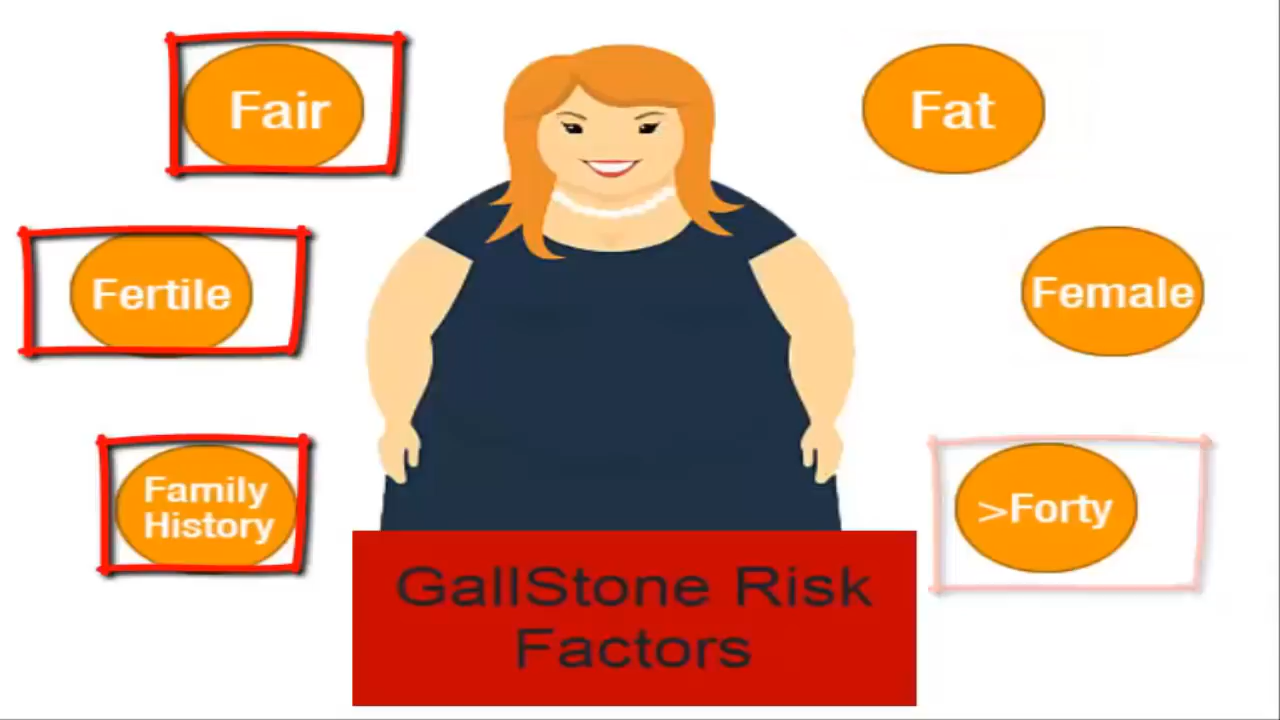 Fair
Fat
Fertile
Female
Family
History
>Forty
GallStone Risk
Factors